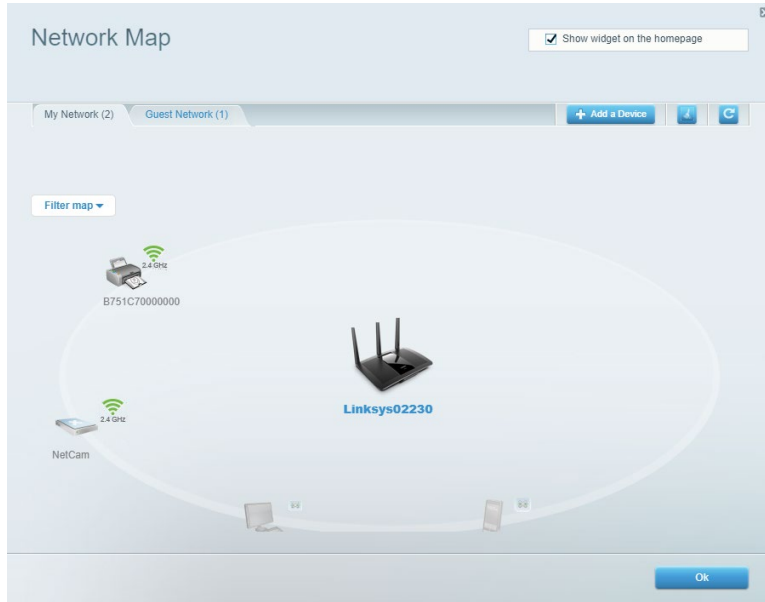 Network Map
Show widget on the homepage
My Network (2)
Guest Network (1)
Add a Device
Filter map
2.4 GHz
B751C70000000
Linksys02230
2.4 GHz
NetCam
Ok